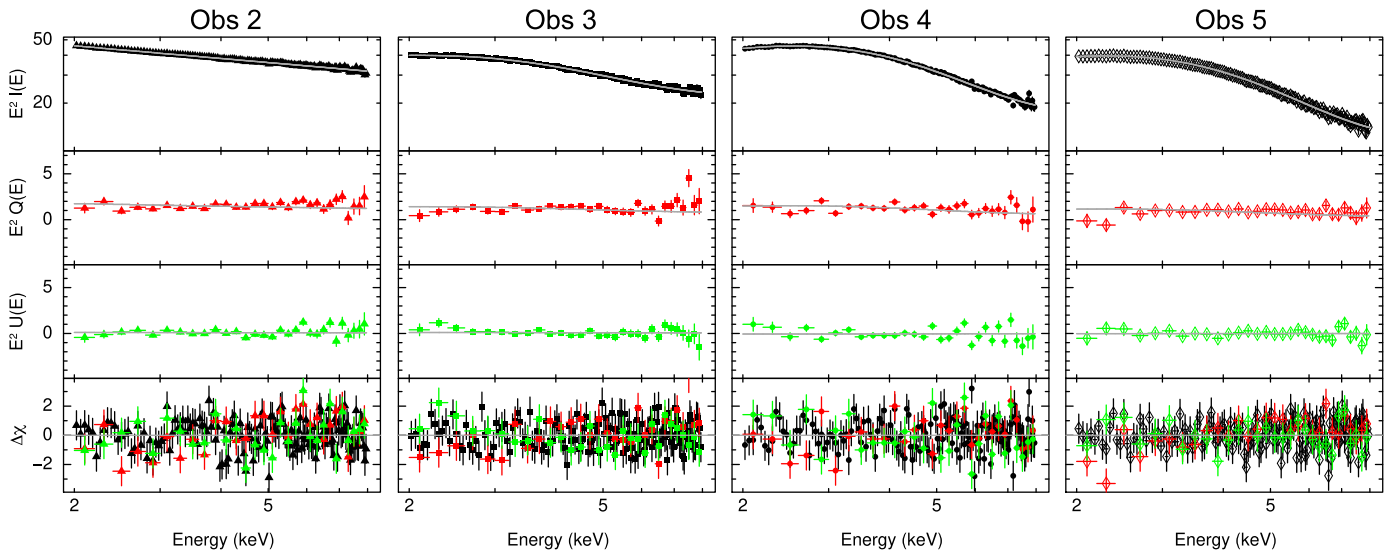 Obs 2 Obs 3 Obs 4 Obs 5
E² I(E)
50
20
E² Q(E)
5
0
E² U(E)
5
0
Δχ
2
0
−2
2 5 2 5 2 5 2 5
Energy (keV) Energy (keV) Energy (keV) Energy (keV)